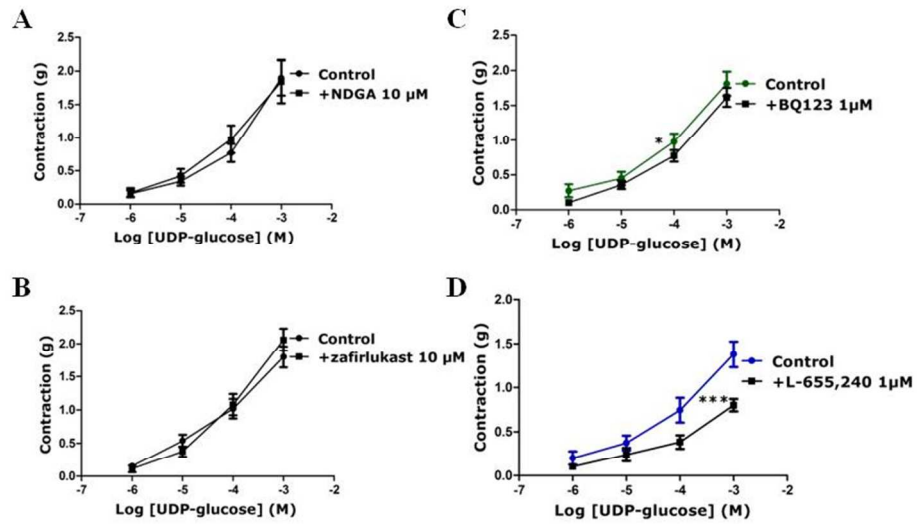 A
Contraction (g)
2.5
2.0
1.5
1.0
0.5
0.0
-7 -6 -5 -4 -3 -2
Log [UDP-glucose] (M)
Control
+NDGA 10 µM
B
Contraction (g)
2.5
2.0
1.5
1.0
0.5
0.0
-7 -6 -5 -4 -3 -2
Log [UDP-glucose] (M)
Control
+zafirlukast 10 µM
C
Contraction (g)
2.5
2.0
1.5
1.0
0.5
0.0
-7 -6 -5 -4 -3 -2
Log [UDP-glucose] (M)
*
Control
+BQ123 1µM
D
Contraction (g)
2.0
1.5
1.0
0.5
0.0
-7 -6 -5 -4 -3 -2
Log [UDP-glucose] (M)
***
Control
+L-655,240 1µM